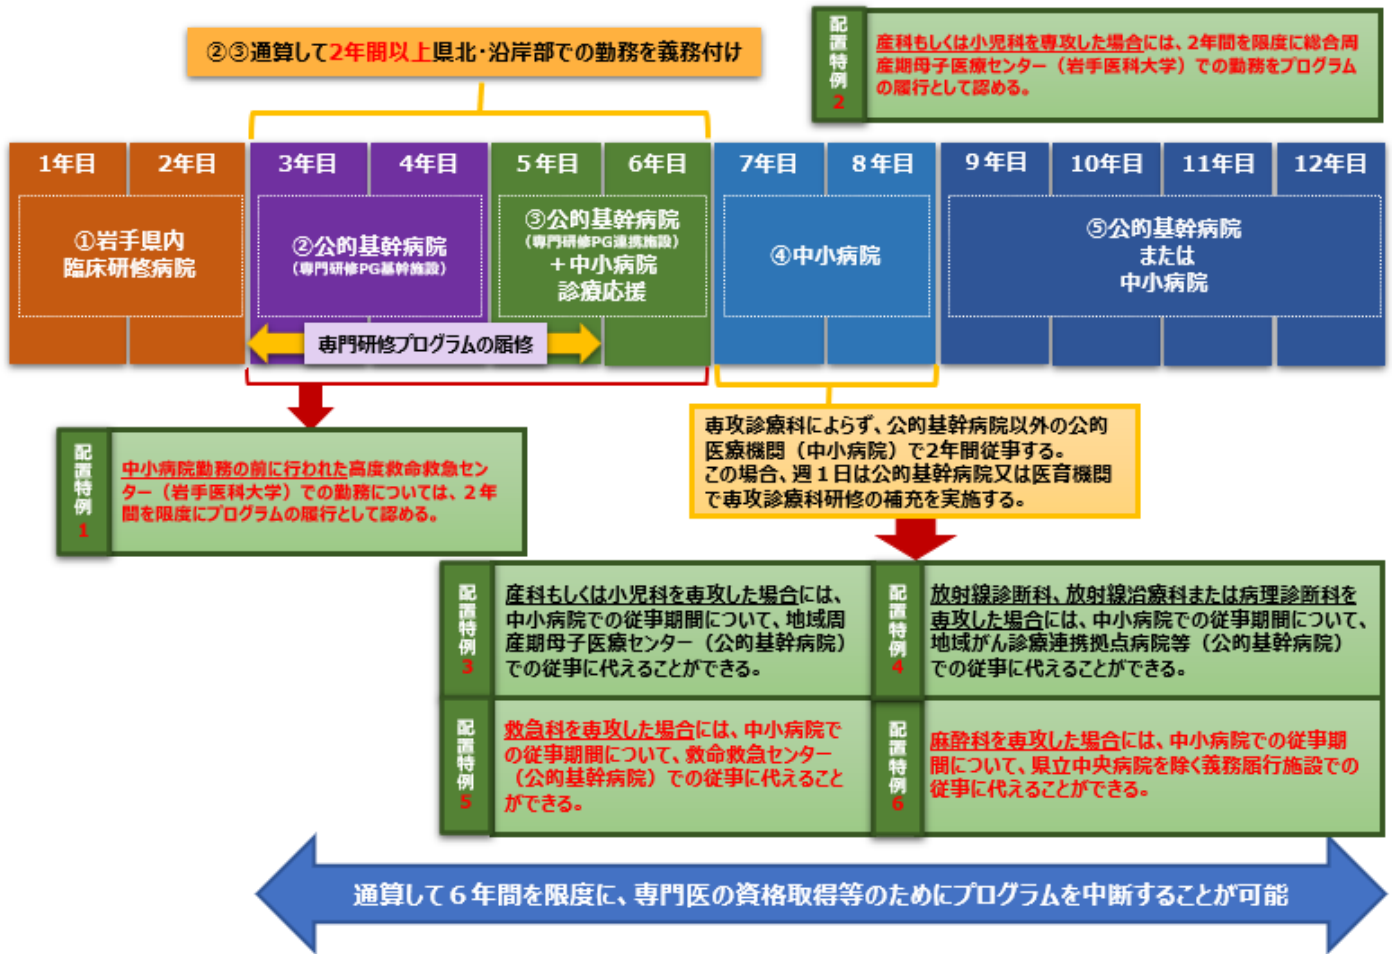 ②③通算して2年間以上県北・沿岸部での勤務を義務付け
配置特例2
産科もしくは小児科を専攻した場合には、2年間を限度に総合周
産期母子医療センター（岩手医科大学）での勤務をプログラム
の履行として認める。
1年目
2年目
3年目
4年目
5年目
6年目
7年目
8年目
9年目
10年目
11年目
12年目
①岩手県内
臨床研修病院
②公的基幹病院
（専門研修PG基幹施設）
③公的基幹病院
（専門研修PG連携施設）
＋中小病院
診療応援
④中小病院
⑤公的基幹病院
または
中小病院
専門研修プログラムの履修
配置特例1
中小病院勤務の前に行われた高度救命救急セン
ター（岩手医科大学）での勤務については、2年
間を限度にプログラムの履行として認める。
専攻診療科によらず、公的基幹病院以外の公的
医療機関（中小病院）で2年間従事する。
この場合、週1日は公的基幹病院又は医育機関
で専攻診療科研修の補充を実施する。
配置特例3
産科もしくは小児科を専攻した場合には、
中小病院での従事期間について、地域周
産期母子医療センター（公的基幹病院）
での従事に代えることができる。
配置特例4
放射線診断科、放射線治療科または病理診断科を
専攻した場合には、中小病院での従事期間について、
地域がん診療連携拠点病院等（公的基幹病院）
での従事に代えることができる。
配置特例5
救急科を専攻した場合には、中小病院で
の従事期間について、救命救急センター
（公的基幹病院）での従事に代えること
ができる。
配置特例6
麻酔科を専攻した場合には、中小病院での従事期
間について、県立中央病院を除く義務履行施設での
従事に代えることができる。
通算して6年間を限度に、専門医の資格取得等のためにプログラムを中断することが可能